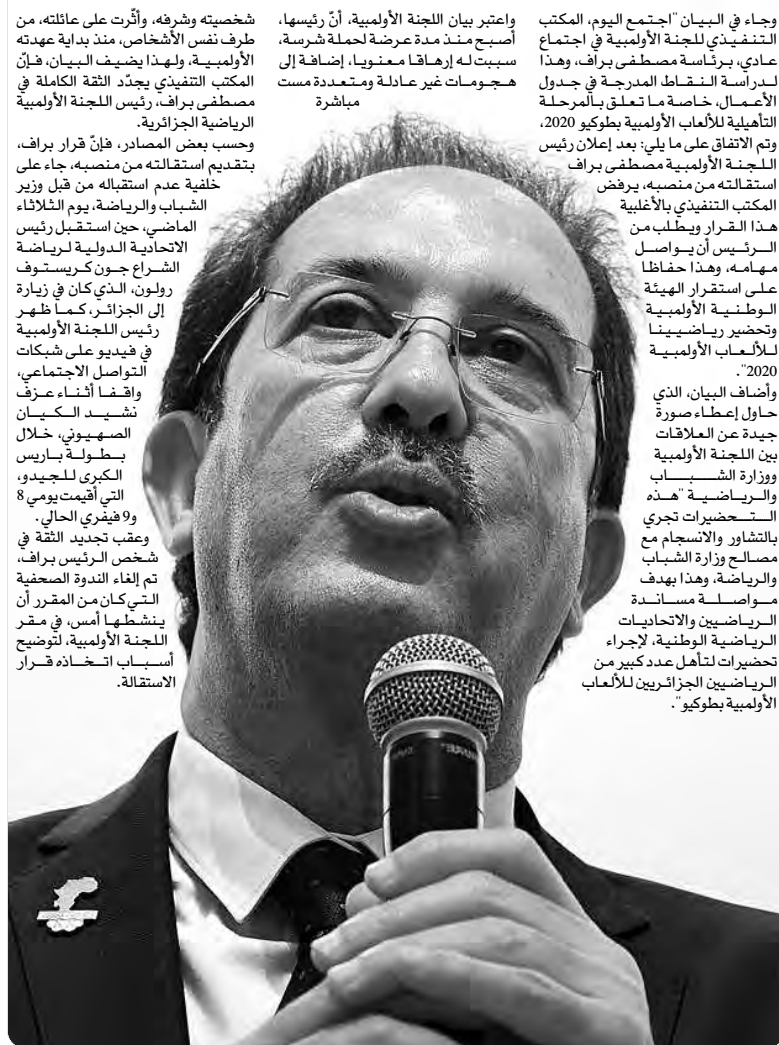 وجاء في البيان "اجتمع اليوم، المكتب
التنفيذي للجنة الأولمبية في اجتماع
عادي، برئاسة مصطفى براف، وهذا
لدراسة النقاط المدرجة في جدول
الأعمال، خاصة ما تعلق بالمرحلة
التأهيلية للألعاب الأولمبية بطوكيو 2020،
وتم الاتفاق على ما يلي: بعد إعلان رئيس
اللجنة الأولمبية مصطفى براف
استقالته من منصبه، يرفض
المكتب التنفيذي بالأغلبية
هذا القرار ويطلب من
الرئيس أن يواصل
مهامه، وهذا حفاظا
على استقرار الهيئة
الوطنية الأولمبية
وتحضير رياضيينا
للألعاب الأولمبية
2020".
وأضاف البيان، الذي
حاول إعطاء صورة
جيدة عن العلاقات
بين اللجنة الأولمبية
ووزارة الشباب
والرياضية "هذه
التحضيرات تجري
بالتشاور والانسجام مع
مصالح وزارة الشباب
والرياضة، وهذا بهدف
مواصلة مساندة
الرياضيين والاتحاديات
الرياضية الوطنية، لإجراء
تحضيرات لتأهل عدد كبير من
الرياضيين الجزائريين للألعاب
الأولمبية بطوكيو".
واعتبر بيان اللجنة الأولمبية، أنّ رئيسها،
أصبح منذ مدة عرضة لحملة شرسة،
سببت له إرهاقا معنويا، إضافة إلى
هجومات غير عادلة ومتعددة مست
مباشرة
شخصيته وشرفه، وأثّرت على عائلته، من
طرف نفس الأشخاص، منذ بداية عهدته
الأولمبية، ولهذا يضيف البيان، فإنّ
المكتب التنفيذي يجدّد الثقة الكاملة في
مصطفى براف، رئيس اللجنة الأولمبية
الرياضية الجزائرية.
وحسب بعض المصادر، فإنّ قرار براف،
بتقديم استقالته من منصبه، جاء على
خلفية عدم استقباله من قبل وزير
الشباب والرياضة، يوم الثلاثاء
الماضي، حين استقبل رئيس
الاتحادية الدولية لرياضة
الشراع جون كريستوف
رولون، الذي كان في زيارة
إلى الجزائر، كما ظهر
رئيس اللجنة الأولمبية
في فيديو على شبكات
التواصل الاجتماعي،
واقفا أثناء عزف
نشيد الكيان
الصهيوني، خلال
بطولة باريس
الكبرى للجيدو،
التي أقيمت يومي 8
و9 فيفري الحالي.
وعقب تجديد الثقة في
شخص الرئيس براف،
تم إلغاء الندوة الصحفية
التي كان من المقرر أن
ينشطها أمس، في مقر
اللجنة الأولمبية، لتوضيح
أسباب اتخاذه قرار
الاستقالة.